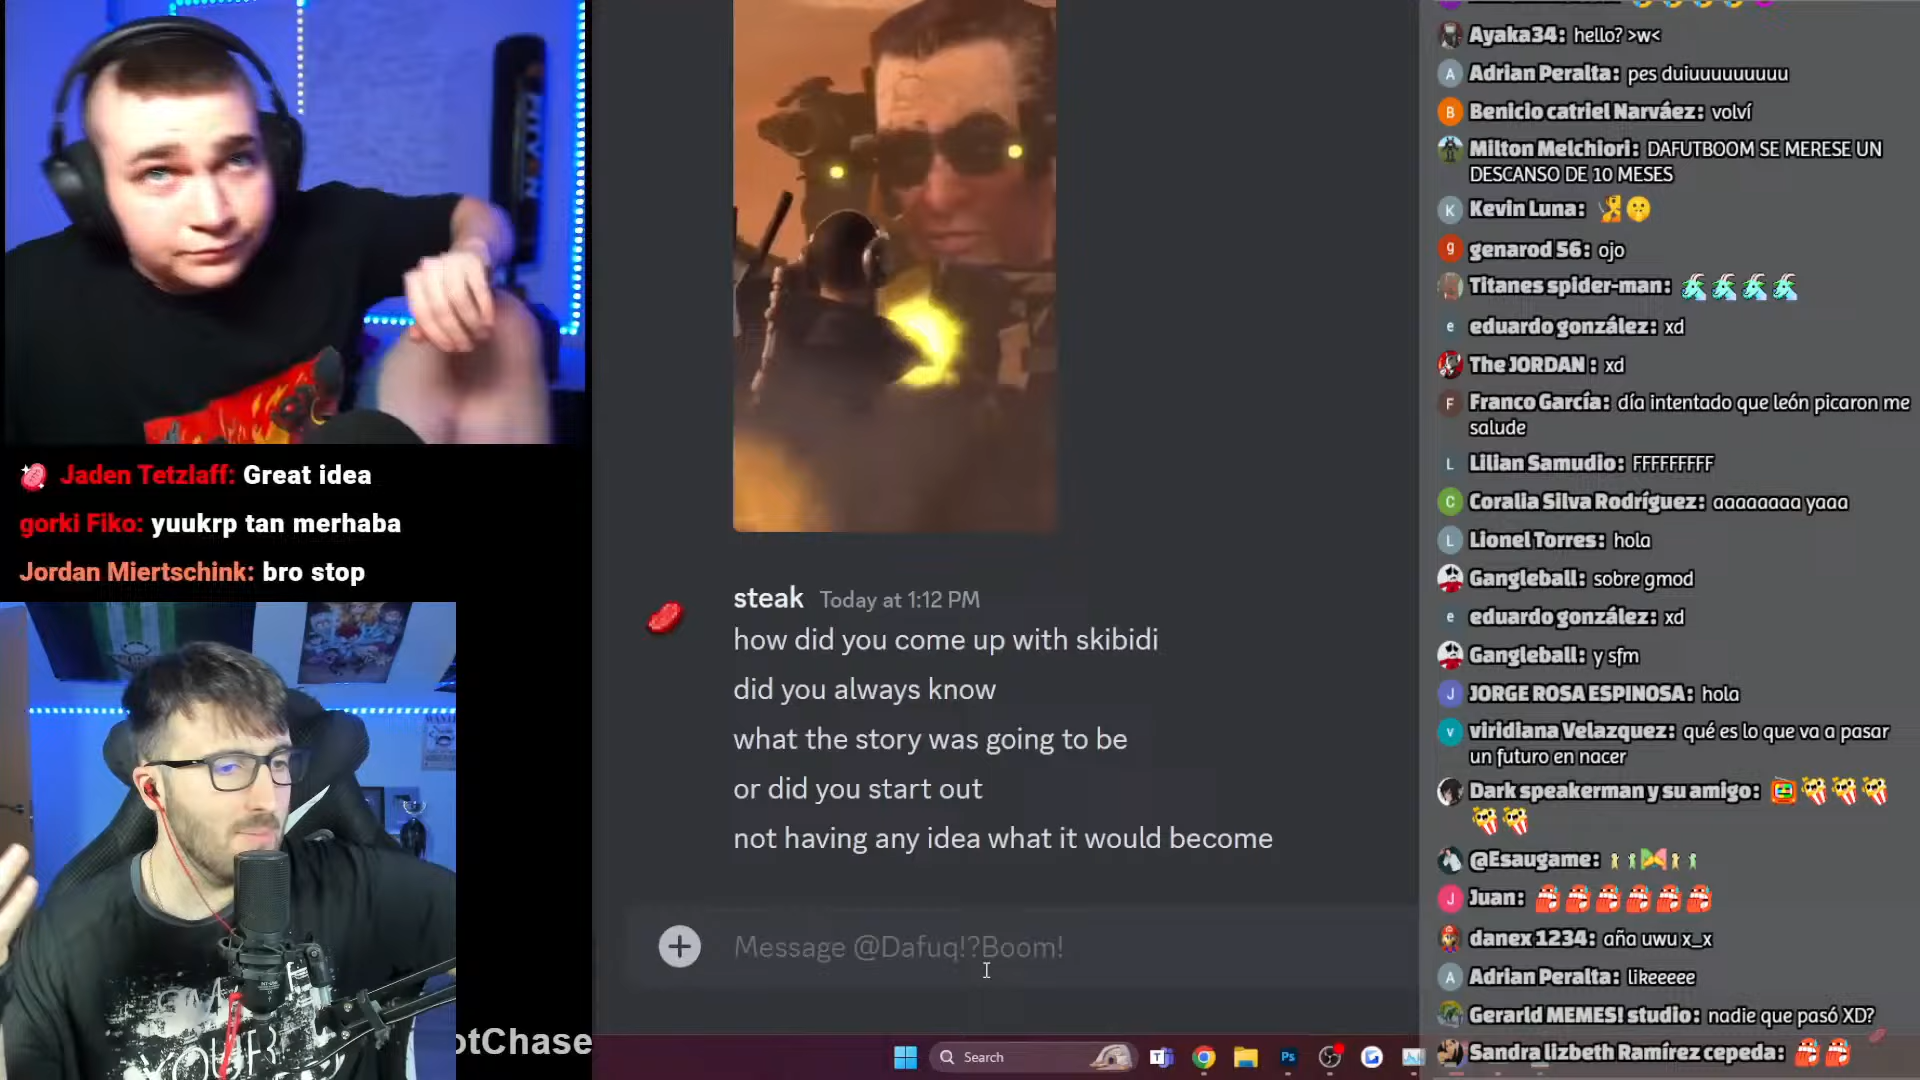 Jaden Tetzlaff: Great idea
gorki Fiko: yuukrp tan merhaba
Jordan Miertschink: bro stop
otChase
steak Today at 1:12 PM
how did you come up with skibidi
did you always know
what the story was going to be
or did you start out
not having any idea what it would become
Message @Dafuq!?Boom!
Search
Ayaka34: hello? >w<
Adrian Peralta: pes duiuuuuuuuu
Benicio catriel Narváez: volví
Milton Melchiori: DAFUTBOOM SE MERESE UN
DESCANSO DE 10 MESES
Kevin Luna:
genarod 56: ojo
Titanes spider-man:
eduardo gonzález: xd
The JORDAN : xd
Franco García: día intentado que león picaron me
salude
Lilian Samudio: FFFFFFFFF
Coralia Silva Rodríguez: aaaaaaaa yaaa
Lionel Torres: hola
Gangleball: sobre gmod
eduardo gonzález: xd
Gangleball: y sfm
JORGE ROSA ESPINOSA: hola
viridiana Velazquez: qué es lo que va a pasar
un futuro en nacer
Dark speakerman y su amigo:
@Esaugame:
Juan:
danex 1234: aña uwu x_x
Adrian Peralta: likeeeee
Gerarld MEMES! studio: nadie que pasó XD?
Sandra lizbeth Ramírez cepeda: